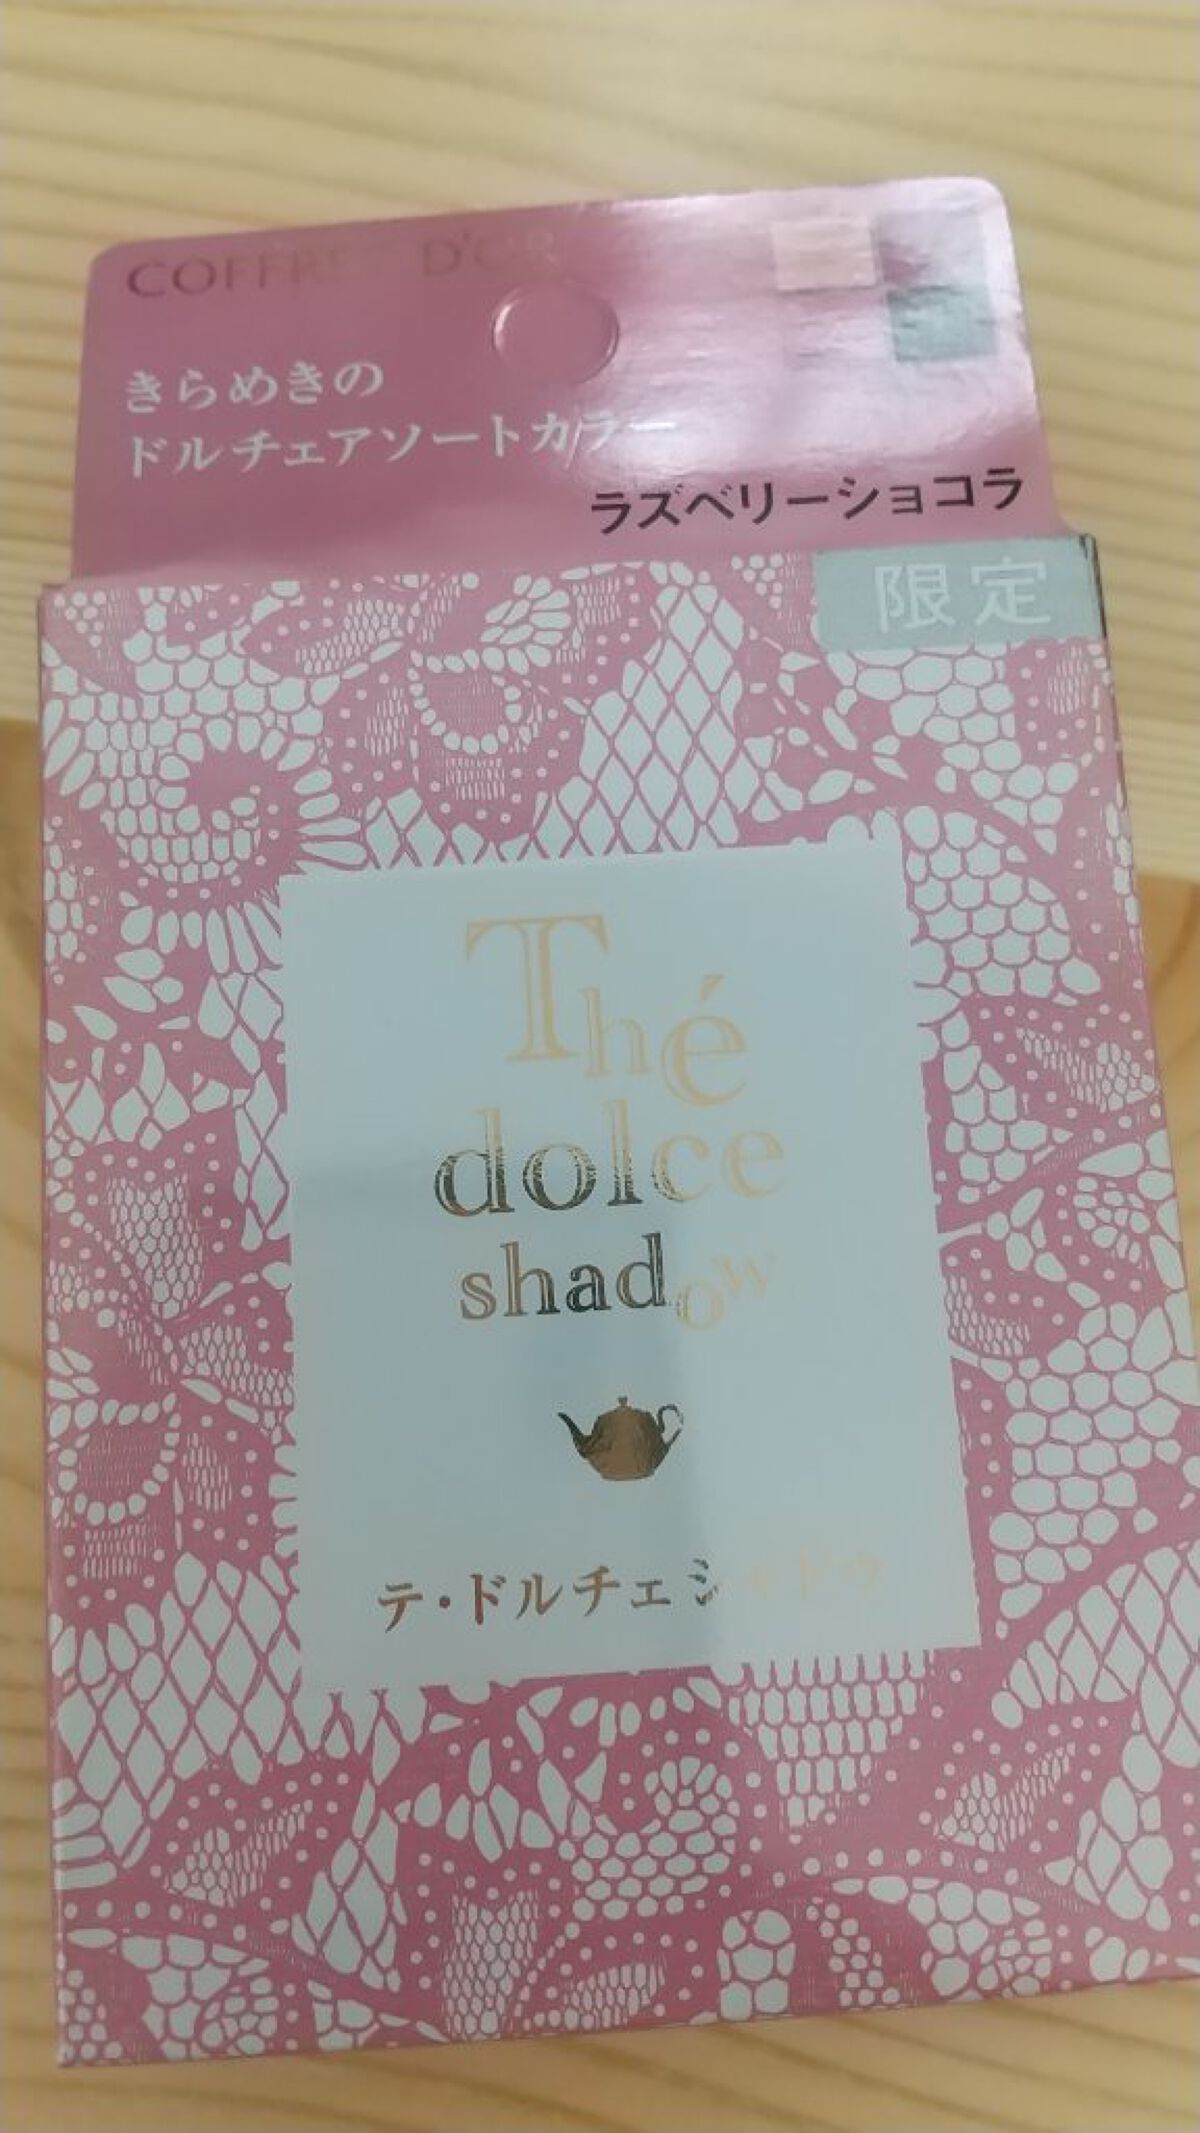 COFFRET D'OR
きらめきの
ドルチェアソートカラー
ラズベリーショコラ
限定
Thé
dolce
shadow
テ・ドルチェシャドウ